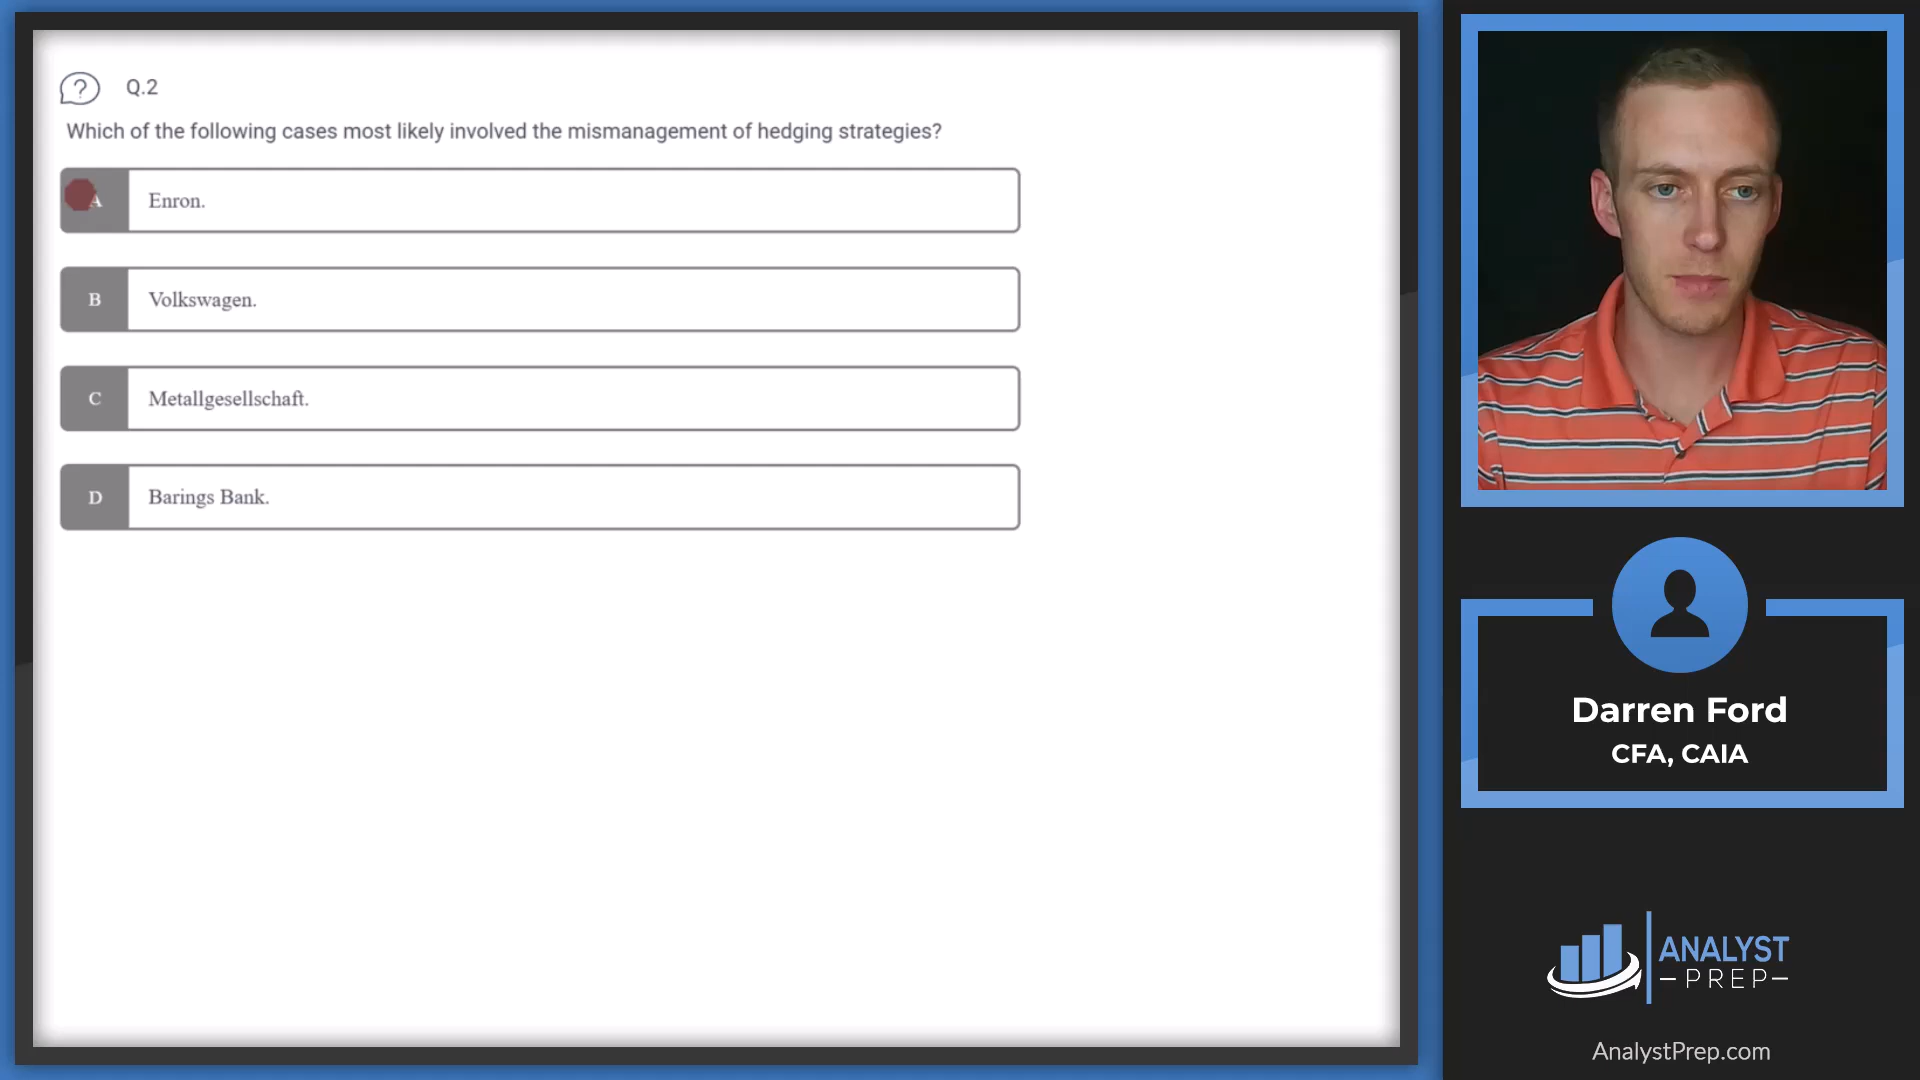 Q.2
Which of the following cases most likely involved the mismanagement of hedging strategies?
A
Enron.
B
Volkswagen.
C
Metallgesellschaft.
D
Barings Bank.
Darren Ford
CFA, CAIA
ANALYST
PREP
AnalystPrep.com